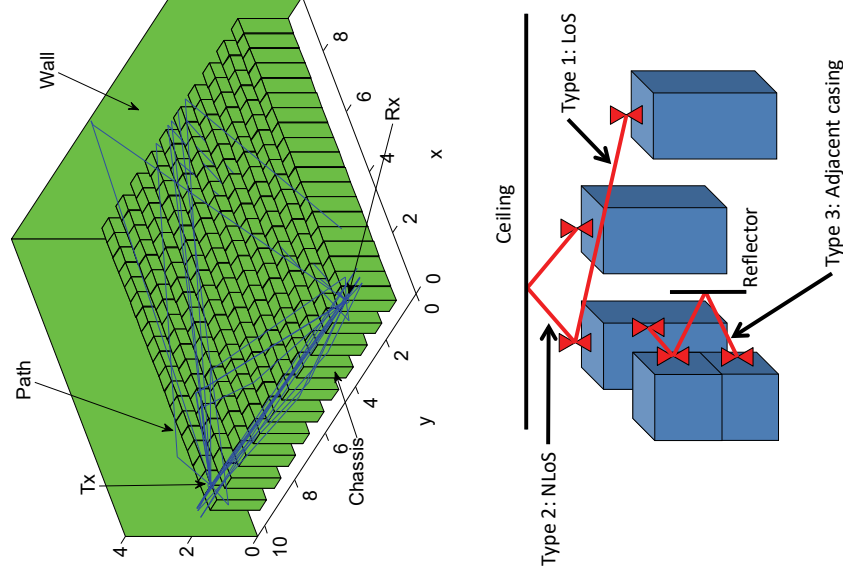 Wall
Path
Tx
Rx
Chassis
4
2
0
10
8
6
4
2
0
y
0
2
4
6
8
x
Ceiling
Type 1: LoS
Type 2: NLoS
Reflector
Type 3: Adjacent casing